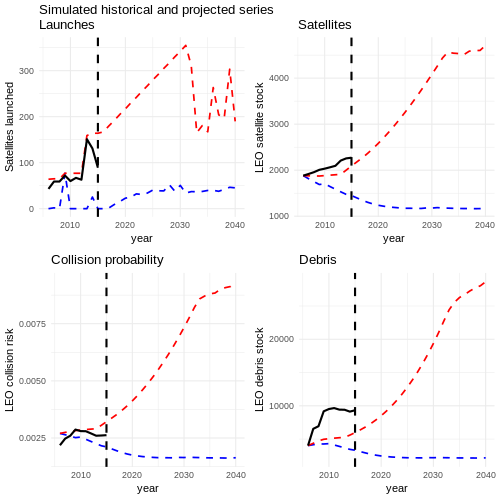 Simulated historical and projected series
Launches
Satellites launched
300
200
100
0
2010
2020
2030
2040
year
Satellites
LEO satellite stock
4000
3000
2000
1000
2010
2020
2030
2040
year
Collision probability
LEO collision risk
0.0075
0.0050
0.0025
2010
2020
2030
2040
year
Debris
LEO debris stock
20000
10000
2010
2020
2030
2040
year